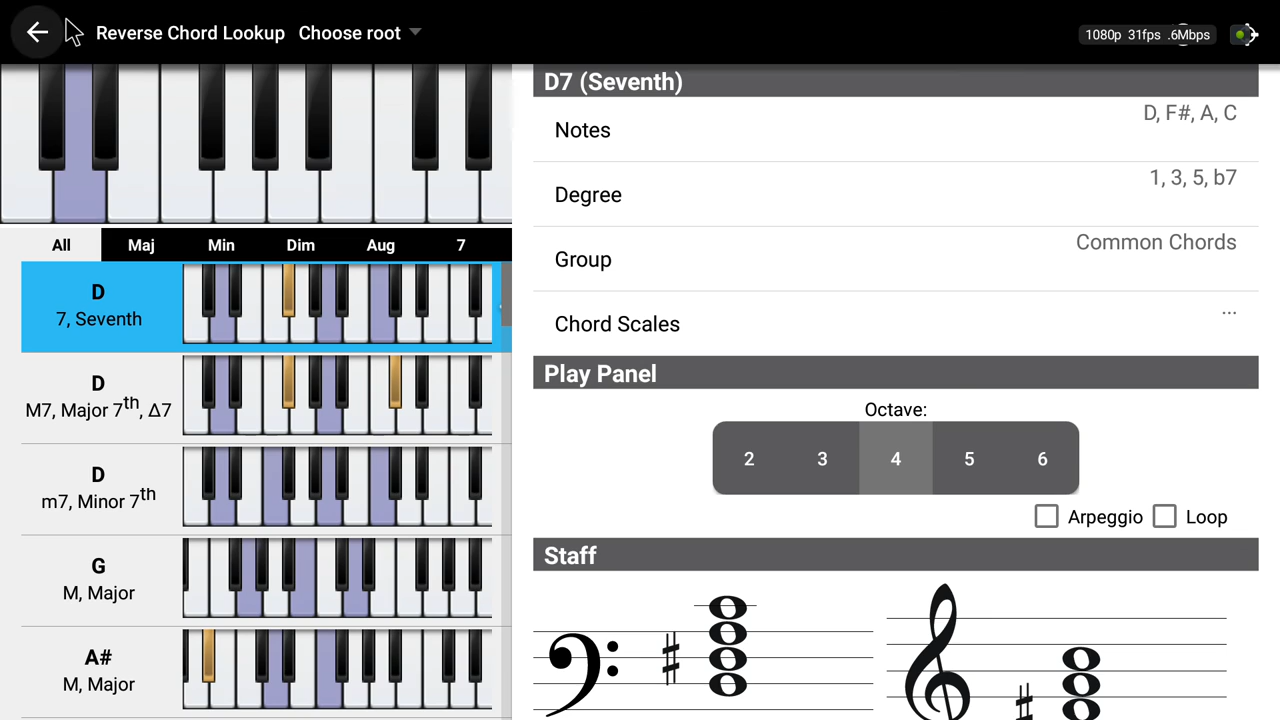 Reverse Chord Lookup Choose root
1080p 31fps .6Mbps
All Maj Min Dim Aug 7
D
7, Seventh
D
M7, Major 7th, Δ7
D
m7, Minor 7th
G
M, Major
A#
M, Major
D7 (Seventh)
Notes D, F#, A, C
Degree 1, 3, 5, b7
Group Common Chords
Chord Scales ...
Play Panel
Octave:
2 3 4 5 6
Arpeggio Loop
Staff